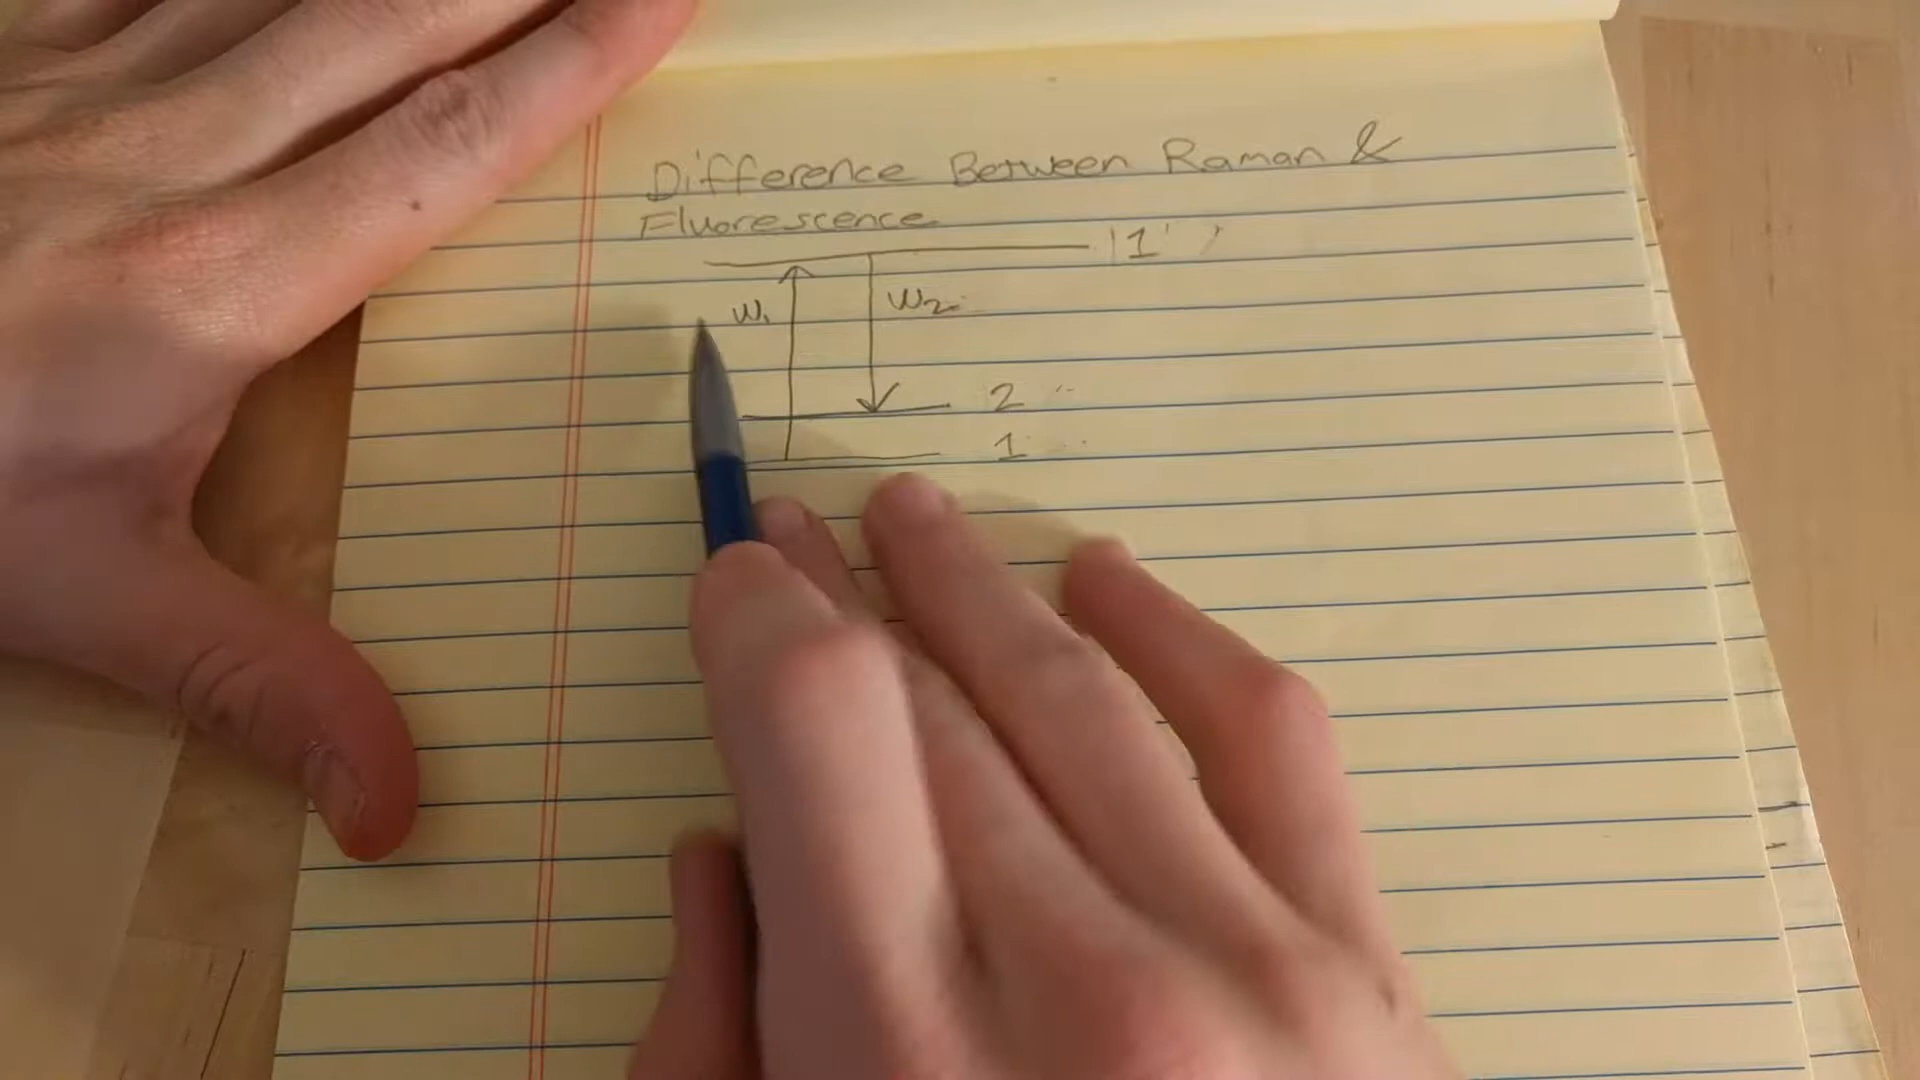 Difference Between Raman &
Fluorescence
|1'⟩
W₁ W₂
2
1